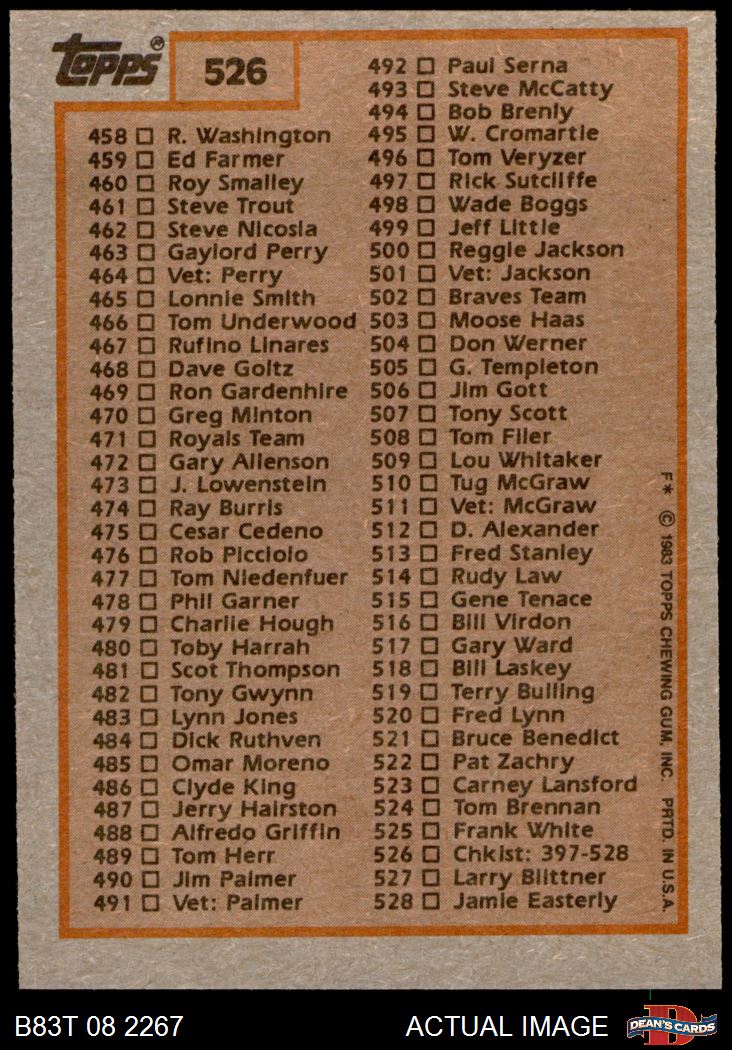 Topps®
526
458 □ R. Washington
459 □ Ed Farmer
460 □ Roy Smalley
461 □ Steve Trout
462 □ Steve Nicosia
463 □ Gaylord Perry
464 □ Vet: Perry
465 □ Lonnie Smith
466 □ Tom Underwood
467 □ Rufino Linares
468 □ Dave Goltz
469 □ Ron Gardenhire
470 □ Greg Minton
471 □ Royals Team
472 □ Gary Allenson
473 □ J. Lowenstein
474 □ Ray Burris
475 □ Cesar Cedeno
476 □ Rob Picciolo
477 □ Tom Niedenfuer
478 □ Phil Garner
479 □ Charlie Hough
480 □ Toby Harrah
481 □ Scot Thompson
482 □ Tony Gwynn
483 □ Lynn Jones
484 □ Dick Ruthven
485 □ Omar Moreno
486 □ Clyde King
487 □ Jerry Hairston
488 □ Alfredo Griffin
489 □ Tom Herr
490 □ Jim Palmer
491 □ Vet: Palmer
492 □ Paul Serna
493 □ Steve McCatty
494 □ Bob Brenly
495 □ W. Cromartie
496 □ Tom Veryzer
497 □ Rick Sutcliffe
498 □ Wade Boggs
499 □ Jeff Little
500 □ Reggie Jackson
501 □ Vet: Jackson
502 □ Braves Team
503 □ Moose Haas
504 □ Don Werner
505 □ G. Templeton
506 □ Jim Gott
507 □ Tony Scott
508 □ Tom Filer
509 □ Lou Whitaker
510 □ Tug McGraw
511 □ Vet: McGraw
512 □ D. Alexander
513 □ Fred Stanley
514 □ Rudy Law
515 □ Gene Tenace
516 □ Bill Virdon
517 □ Gary Ward
518 □ Bill Laskey
519 □ Terry Bulling
520 □ Fred Lynn
521 □ Bruce Benedict
522 □ Pat Zachry
523 □ Carney Lansford
524 □ Tom Brennan
525 □ Frank White
526 □ Chklst: 397-528
527 □ Larry Biittner
528 □ Jamie Easterly
F* © 1983 TOPPS CHEWING GUM, INC. PRTD. IN U.S.A.
B83T 08 2267
ACTUAL IMAGE
DEAN'S CARDS